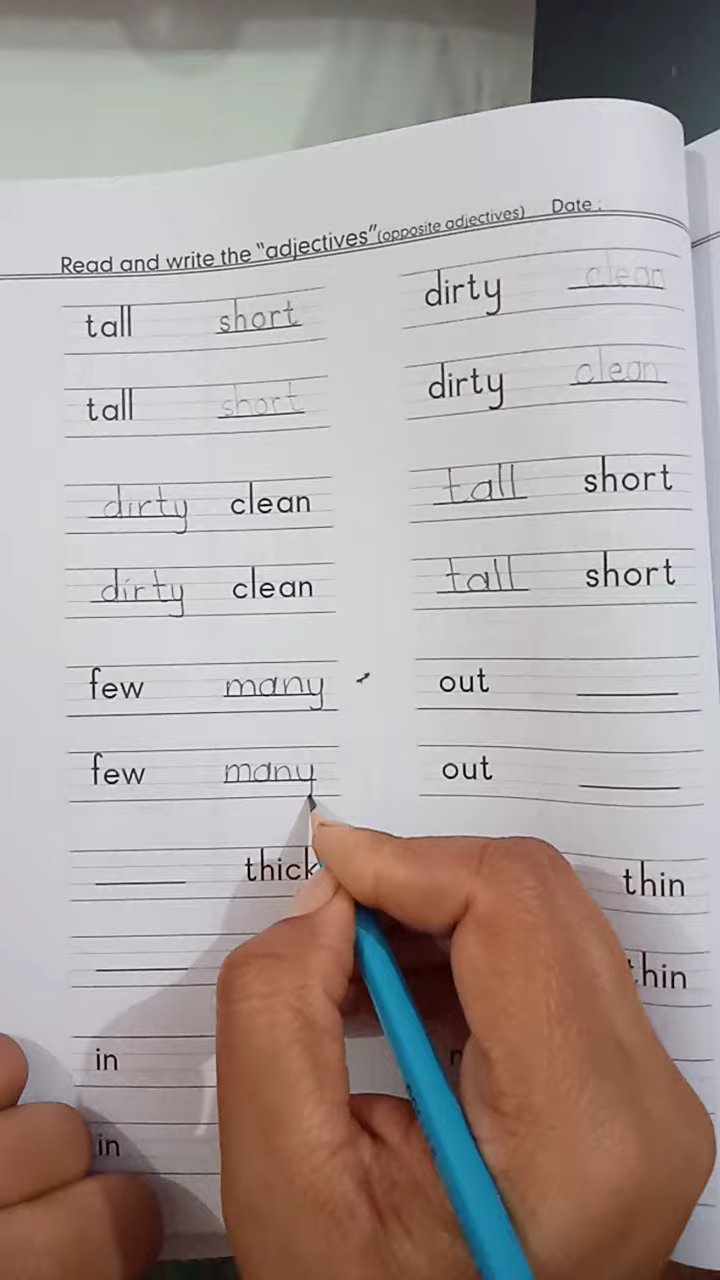 Read and write the "adjectives"(opposite adjectives) Date :
tall short
tall short
dirty clean
dirty clean
few many
few many
thick
in
in
dirty clean
dirty clean
tall short
tall short
out
out
thin
thin